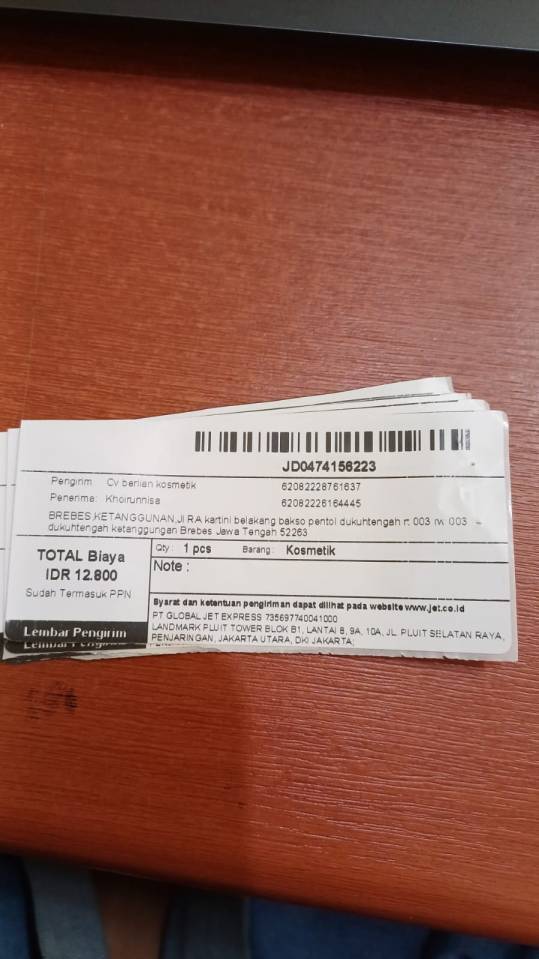 JD0474156223
Pengirim: Cv berlian kosmetik 62082228761637
Penerima: Khoirunnisa 62082226164445
BREBES,KETANGGUNAN,Jl RA kartini belakang bakso pentol dukuhtengah rt 003 rw 003
dukuhtengah ketanggungan Brebes Jawa Tengah 52263
TOTAL Biaya
IDR 12.800
Sudah Termasuk PPN
Lembar Pengirim
Qty: 1 pcs Barang: Kosmetik
Note :
Syarat dan ketentuan pengiriman dapat dilihat pada website www.jet.co.id
PT GLOBAL JET EXPRESS 735697740041000
LANDMARK PLUIT TOWER BLOK B1, LANTAI 8, 9A, 10A, JL. PLUIT SELATAN RAYA,
PENJARINGAN, JAKARTA UTARA, DKI JAKARTA;
Lembar Pengirim